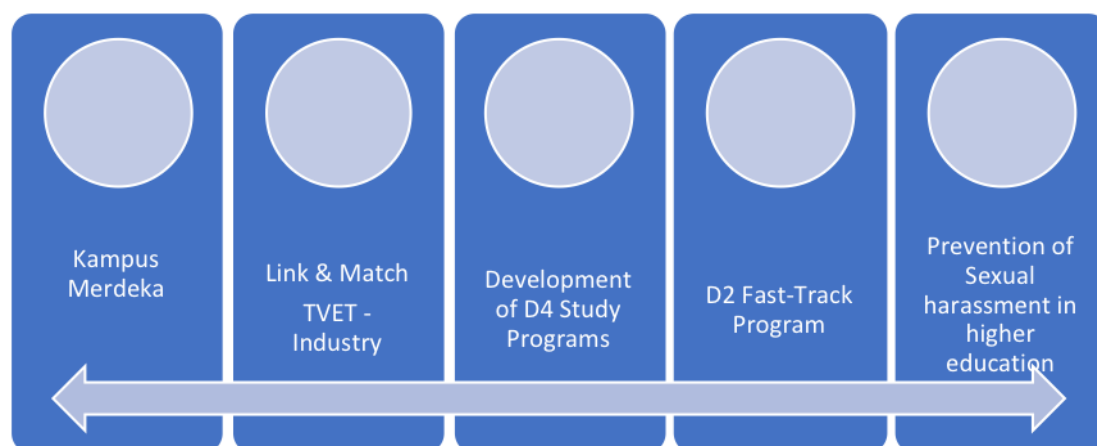 Kampus
Merdeka
Link & Match
TVET -
Industry
Development
of D4 Study
Programs
D2 Fast-Track
Program
Prevention of
Sexual
harassment in
higher
education